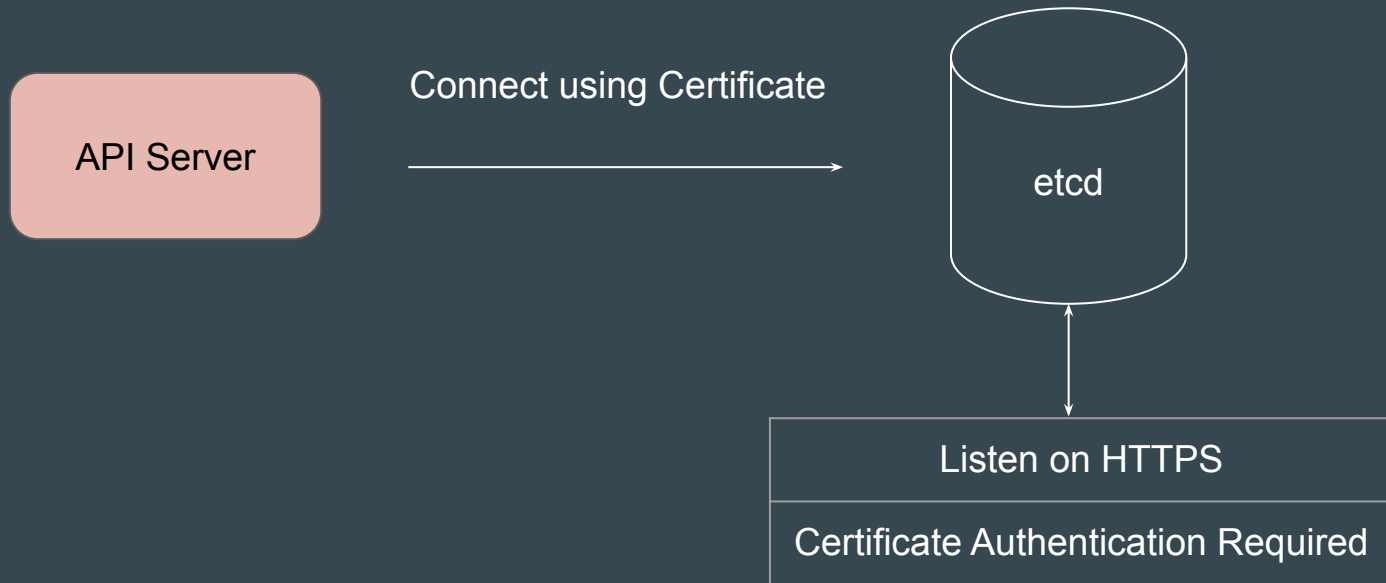 Connect using Certificate
API Server
etcd
Listen on HTTPS
Certificate Authentication Required